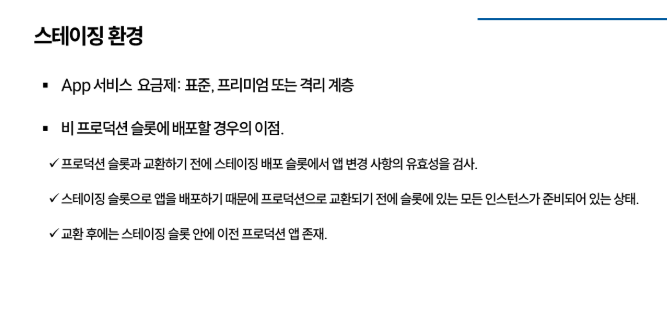 스테이징 환경
▪ App 서비스 요금제: 표준, 프리미엄 또는 격리 계층
▪ 비 프로덕션 슬롯에 배포할 경우의 이점.
✓ 프로덕션 슬롯과 교환하기 전에 스테이징 배포 슬롯에서 앱 변경 사항의 유효성을 검사.
✓ 스테이징 슬롯으로 앱을 배포하기 때문에 프로덕션으로 교환되기 전에 슬롯에 있는 모든 인스턴스가 준비되어 있는 상태.
✓ 교환 후에는 스테이징 슬롯 안에 이전 프로덕션 앱 존재.